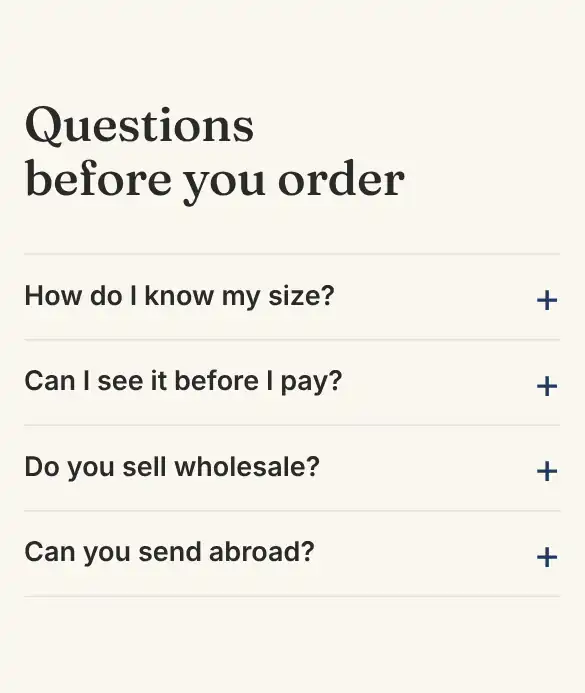 Questions
before you order
How do I know my size? +
Can I see it before I pay? +
Do you sell wholesale? +
Can you send abroad? +